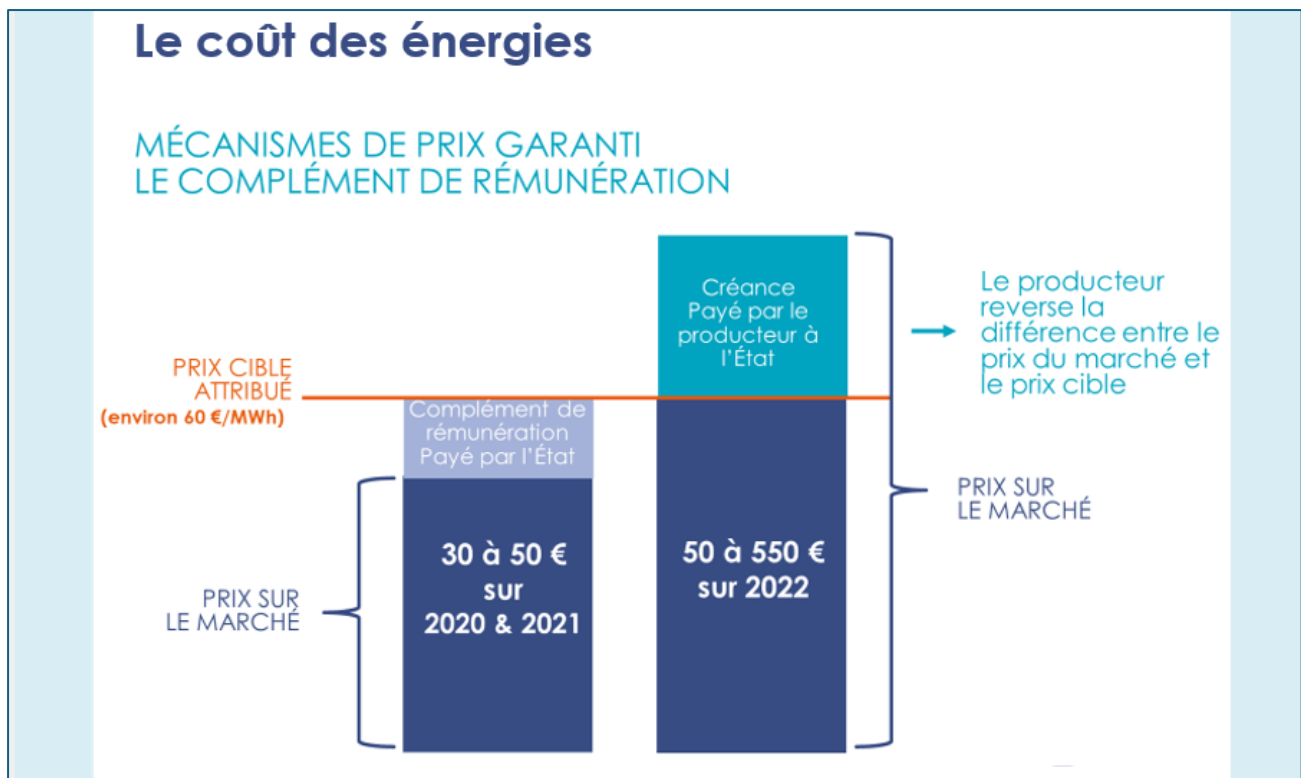 Le coût des énergies
MÉCANISMES DE PRIX GARANTI
LE COMPLÉMENT DE RÉMUNÉRATION
PRIX CIBLE
ATTRIBUÉ
(environ 60 €/MWh)
Complément de
rémunération
Payé par l'État
30 à 50 €
sur
2020 & 2021
PRIX SUR
LE MARCHÉ
Créance
Payé par le
producteur à
l'État
50 à 550 €
sur 2022
Le producteur
reverse la
différence entre le
prix du marché et
le prix cible
PRIX SUR
LE MARCHÉ